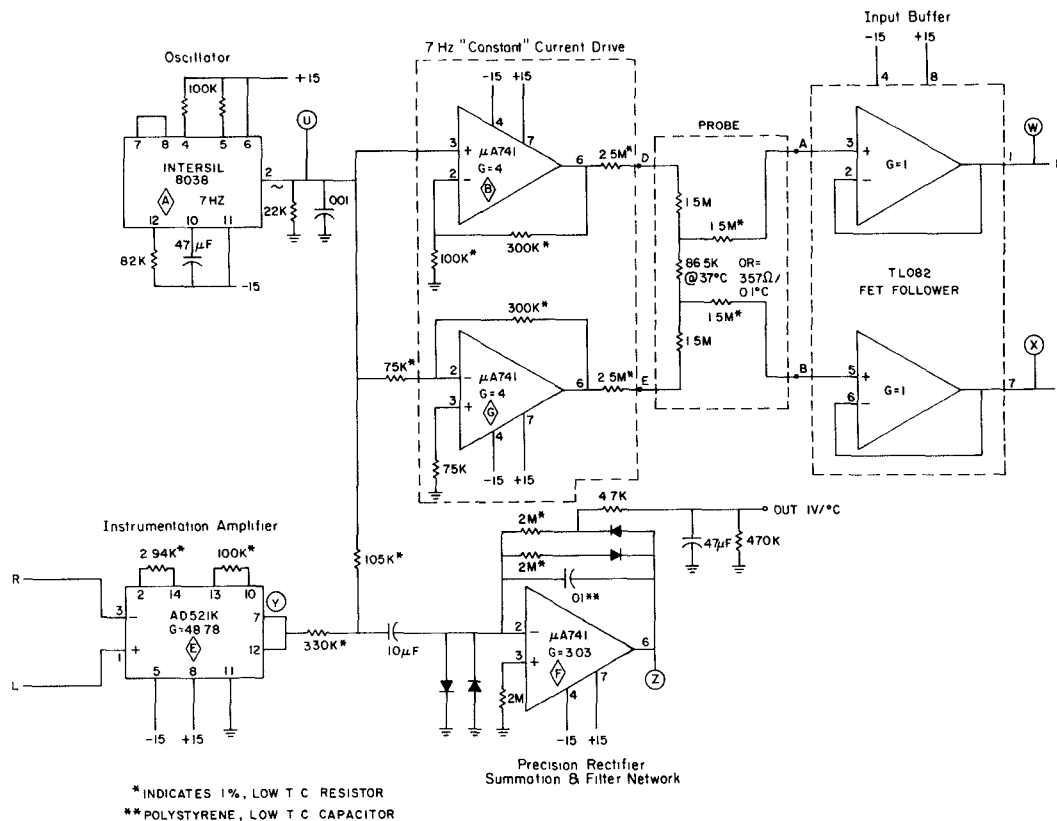 Oscillator
100K
+15
7
8
4
5
6
INTERSIL
8038
A
7 HZ
2
~
U
22K
.001
12
10
11
82K
47 µF
-15
7 Hz "Constant" Current Drive
-15
+15
4
7
3
+
2
-
µA741
G=4
B
6
2.5M*
D
300K*
100K*
300K*
75K*
2
-
3
+
µA741
G=4
G
6
2.5M*
E
4
7
-15
+15
75K
PROBE
A
1.5M
1.5M*
86.5K
@37°C
OR=
357Ω/
0.1°C
1.5M*
1.5M
B
Input Buffer
-15
+15
4
8
3
+
2
-
G=1
1
W
TL082
FET FOLLOWER
5
+
6
-
G=1
7
X
Instrumentation Amplifier
2.94K*
100K*
R
L
2
14
13
10
3
-
+
1
AD521K
G=48.78
E
7
12
5
8
11
-15
+15
Y
330K*
105K*
10µF
2M*
2M*
4.7K
.01**
OUT 1V/°C
47µF
470K
2
-
3
+
µA741
G=3.03
F
6
Z
4
7
-15
+15
2M
Precision Rectifier
Summation & Filter Network
*INDICATES 1%, LOW T C RESISTOR
**POLYSTYRENE, LOW T C CAPACITOR